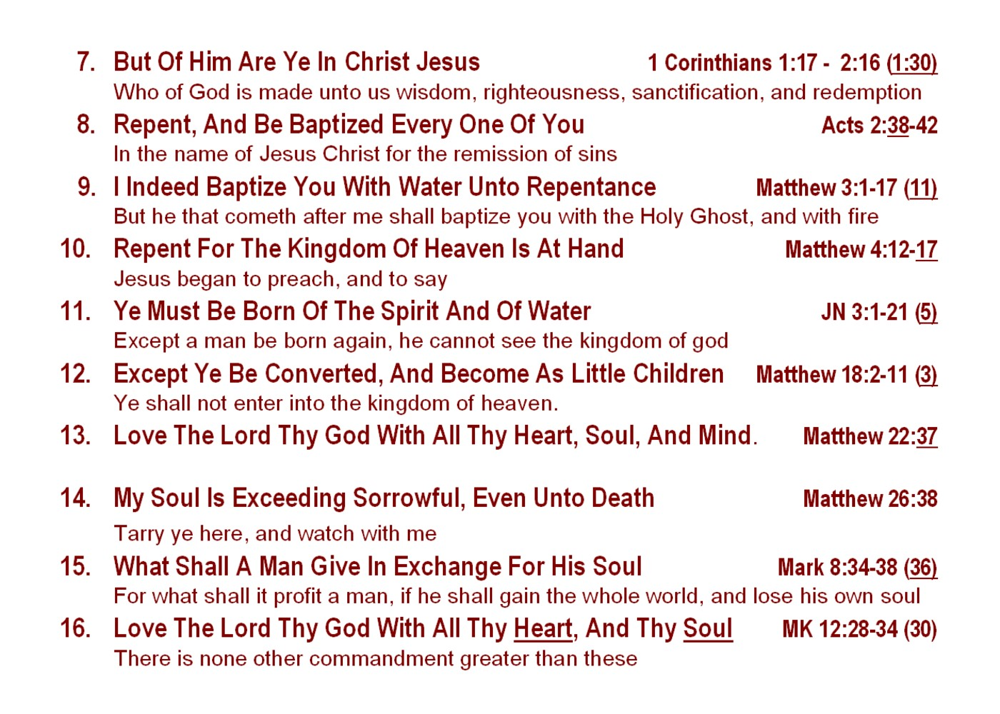 7. But Of Him Are Ye In Christ Jesus 1 Corinthians 1:17 - 2:16 (1:30)
Who of God is made unto us wisdom, righteousness, sanctification, and redemption
8. Repent, And Be Baptized Every One Of You Acts 2:38-42
In the name of Jesus Christ for the remission of sins
9. I Indeed Baptize You With Water Unto Repentance Matthew 3:1-17 (11)
But he that cometh after me shall baptize you with the Holy Ghost, and with fire
10. Repent For The Kingdom Of Heaven Is At Hand Matthew 4:12-17
Jesus began to preach, and to say
11. Ye Must Be Born Of The Spirit And Of Water JN 3:1-21 (5)
Except a man be born again, he cannot see the kingdom of god
12. Except Ye Be Converted, And Become As Little Children Matthew 18:2-11 (3)
Ye shall not enter into the kingdom of heaven.
13. Love The Lord Thy God With All Thy Heart, Soul, And Mind. Matthew 22:37
14. My Soul Is Exceeding Sorrowful, Even Unto Death Matthew 26:38
Tarry ye here, and watch with me
15. What Shall A Man Give In Exchange For His Soul Mark 8:34-38 (36)
For what shall it profit a man, if he shall gain the whole world, and lose his own soul
16. Love The Lord Thy God With All Thy Heart, And Thy Soul MK 12:28-34 (30)
There is none other commandment greater than these